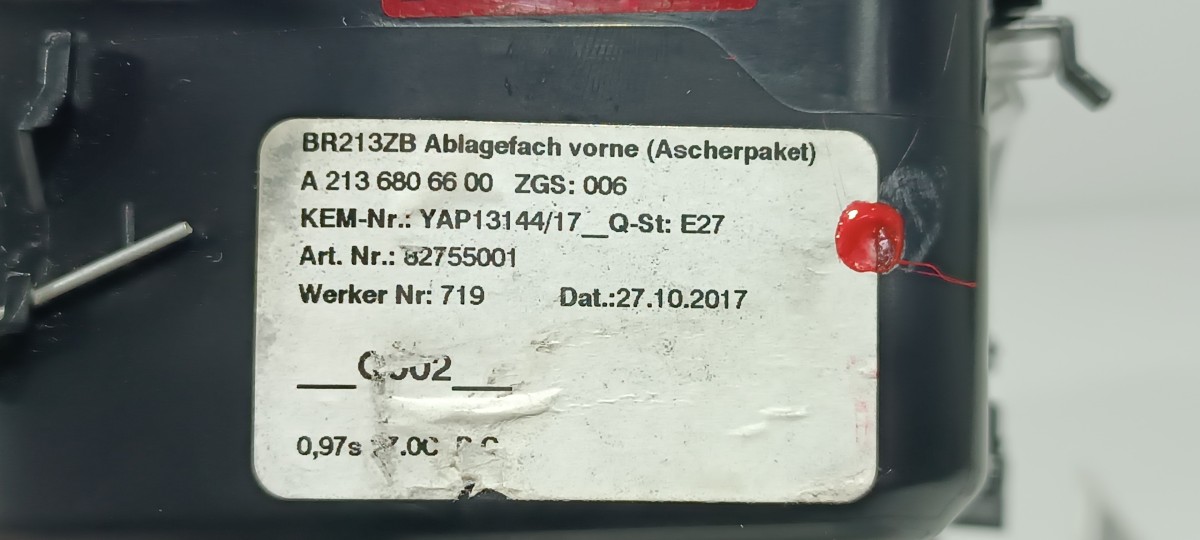 BR213ZB Ablagefach vorne (Ascherpaket)
A 213 680 66 00 ZGS: 006
KEM-Nr.: YAP13144/17__Q-St: E27
Art. Nr.: 82755001
Werker Nr: 719 Dat.:27.10.2017
0,97s